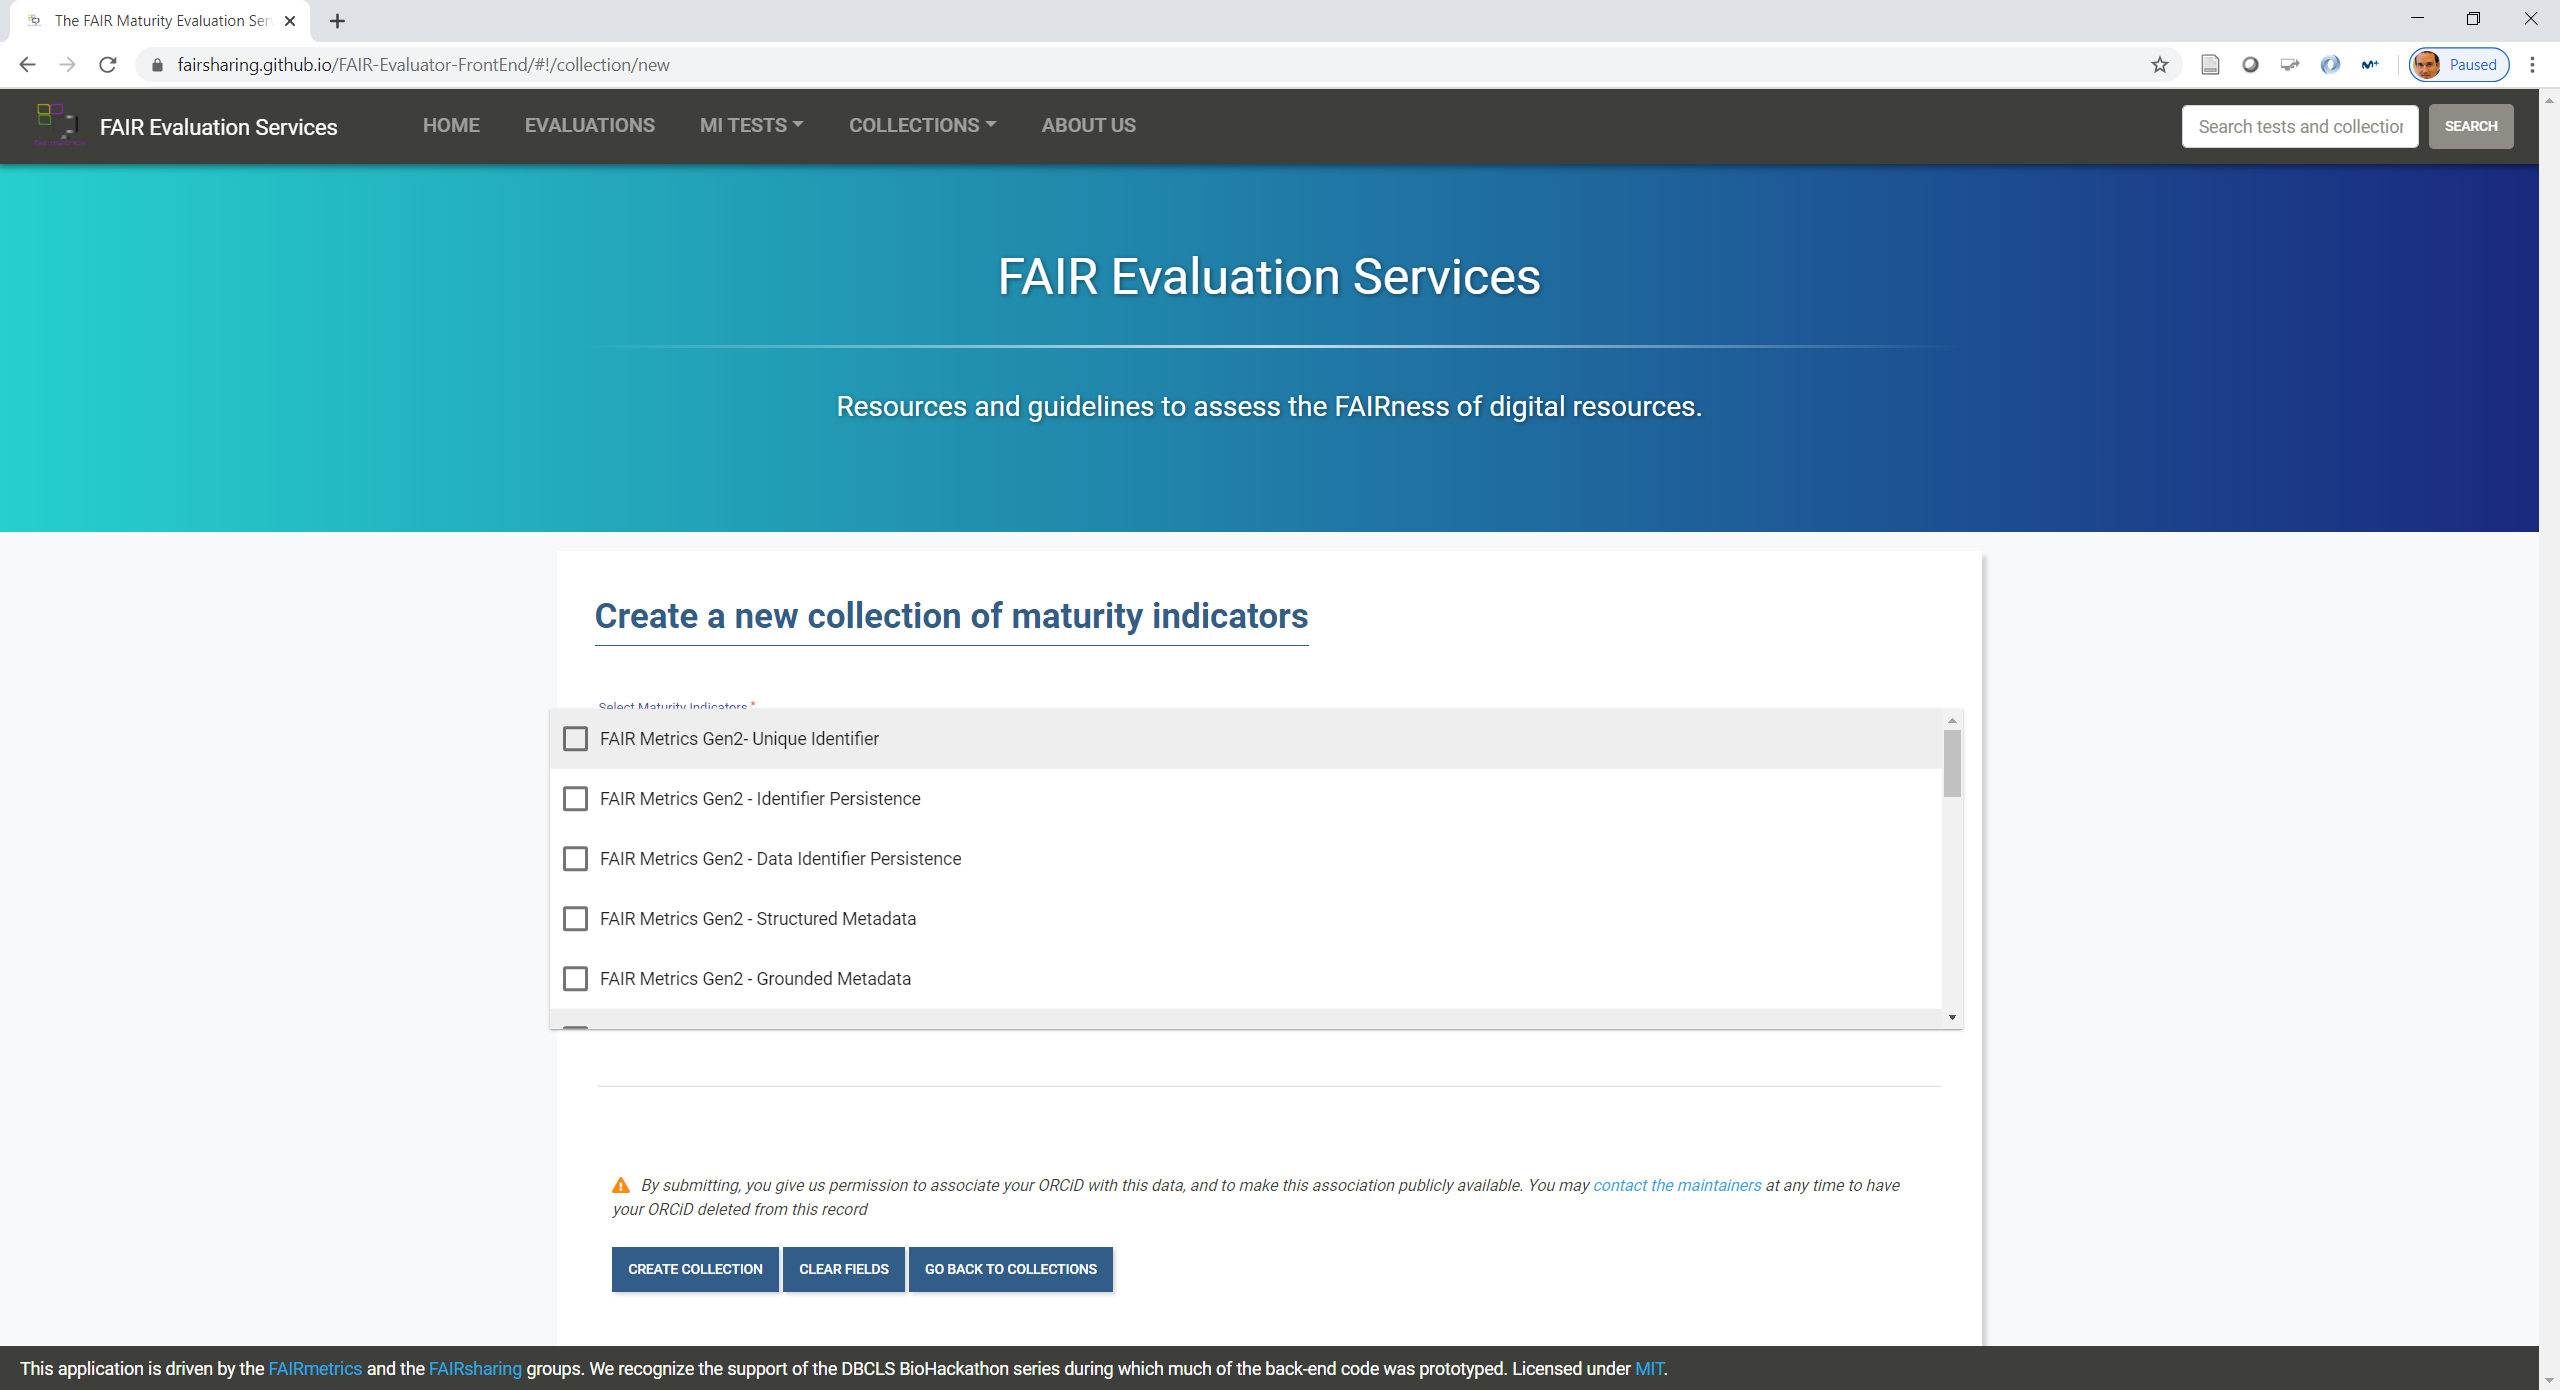 The FAIR Maturity Evaluation Ser
fairsharing.github.io/FAIR-Evaluator-FrontEnd/#!/collection/new
Paused
FAIR Evaluation Services
HOME
EVALUATIONS
MI TESTS
COLLECTIONS
ABOUT US
Search tests and collection
SEARCH
FAIR Evaluation Services
Resources and guidelines to assess the FAIRness of digital resources.
Create a new collection of maturity indicators
Select Maturity Indicators *
FAIR Metrics Gen2- Unique Identifier
FAIR Metrics Gen2 - Identifier Persistence
FAIR Metrics Gen2 - Data Identifier Persistence
FAIR Metrics Gen2 - Structured Metadata
FAIR Metrics Gen2 - Grounded Metadata
By submitting, you give us permission to associate your ORCiD with this data, and to make this association publicly available. You may contact the maintainers at any time to have
your ORCiD deleted from this record
CREATE COLLECTION
CLEAR FIELDS
GO BACK TO COLLECTIONS
This application is driven by the FAIRmetrics and the FAIRsharing groups. We recognize the support of the DBCLS BioHackathon series during which much of the back-end code was prototyped. Licensed under MIT.